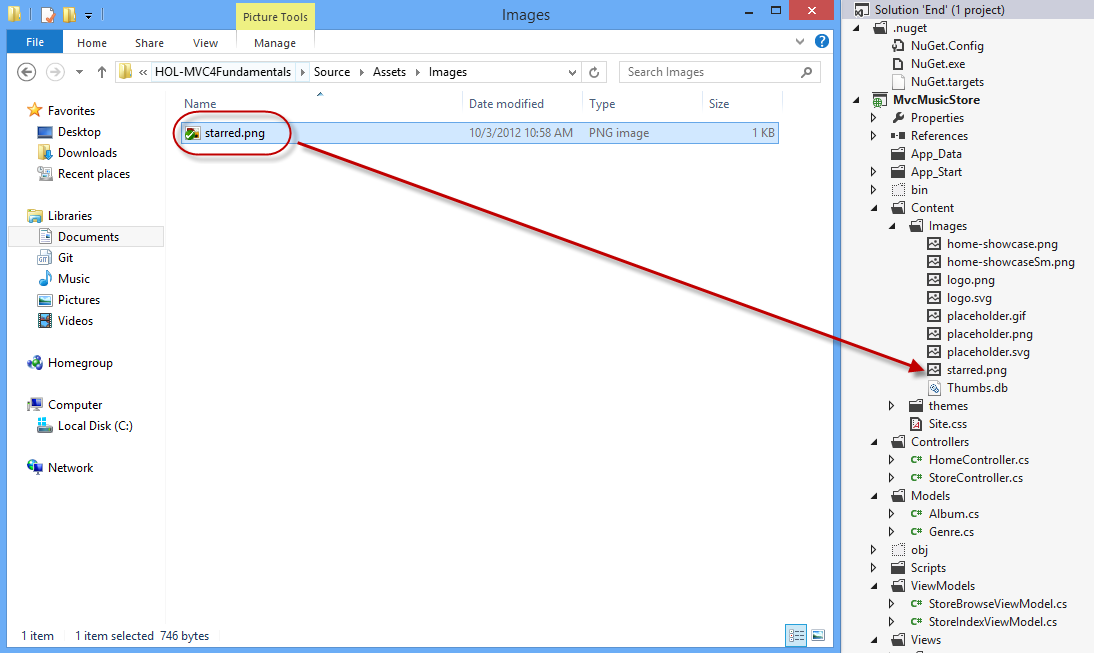 Picture Tools
Images
File
Home
Share
View
Manage
« HOL-MVC4Fundamentals
Source
Assets
Images
Search Images
Name
Date modified
Type
Size
starred.png
10/3/2012 10:58 AM
PNG image
1 KB
Favorites
Desktop
Downloads
Recent places
Libraries
Documents
Git
Music
Pictures
Videos
Homegroup
Computer
Local Disk (C:)
Network
1 item
1 item selected 746 bytes
Solution 'End' (1 project)
.nuget
NuGet.Config
NuGet.exe
NuGet.targets
MvcMusicStore
Properties
References
App_Data
App_Start
bin
Content
Images
home-showcase.png
home-showcaseSm.png
logo.png
logo.svg
placeholder.gif
placeholder.png
placeholder.svg
starred.png
Thumbs.db
themes
Site.css
Controllers
C# HomeController.cs
C# StoreController.cs
Models
C# Album.cs
C# Genre.cs
obj
Scripts
ViewModels
C# StoreBrowseViewModel.cs
C# StoreIndexViewModel.cs
Views